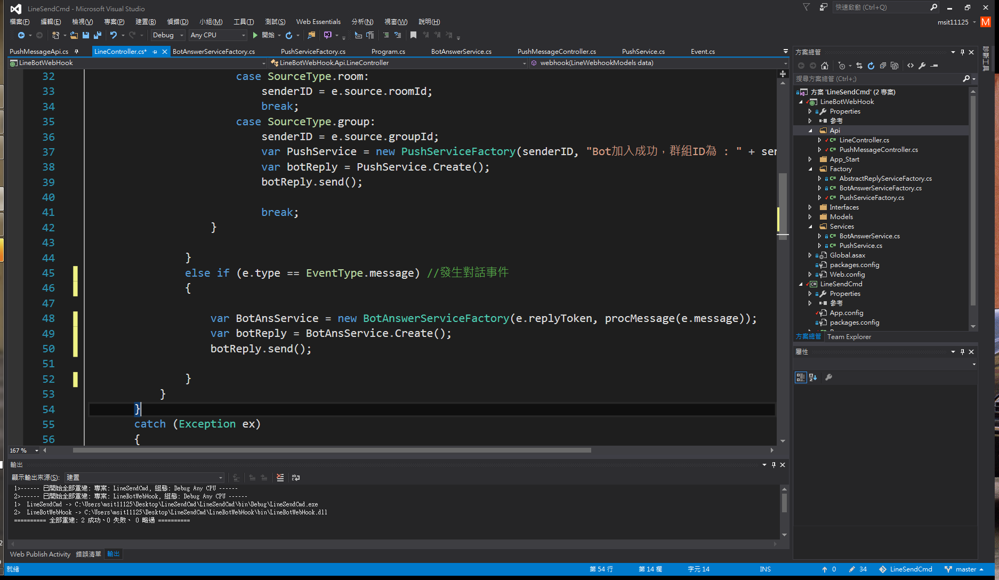 LineSendCmd - Microsoft Visual Studio
快速啟動 (Ctrl+Q)
檔案(F) 編輯(E) 檢視(V) 專案(P) 建置(B) 偵錯(D) 小組(M) 工具(T) 測試(S) Web Essentials 分析(N) 視窗(W) 說明(H)
msit11125 M
Debug Any CPU 開始
PushMessageApi.cs LineController.cs* BotAnswerServiceFactory.cs PushServiceFactory.cs Program.cs BotAnswerService.cs PushMessageController.cs PushService.cs Event.cs
LineBotWebHook LineBotWebHook.Api.LineController webhook(LineWebhookModels data)
32 case SourceType.room:
33 senderID = e.source.roomId;
34 break;
35 case SourceType.group:
36 senderID = e.source.groupId;
37 var PushService = new PushServiceFactory(senderID, "Bot加入成功，群組ID為 : " + ser
38 var botReply = PushService.Create();
39 botReply.send();
40
41 break;
42 }
43
44 }
45 else if (e.type == EventType.message) //發生對話事件
46 {
47
48 var BotAnsService = new BotAnswerServiceFactory(e.replyToken, procMessage(e.message));
49 var botReply = BotAnsService.Create();
50 botReply.send();
51
52 }
53 }
54 }
55 catch (Exception ex)
56 {
167 %
輸出
顯示輸出來源(S): 建置
1>------ 已開始全部重建: 專案: LineSendCmd, 組態: Debug Any CPU ------
2>------ 已開始全部重建: 專案: LineBotWebHook, 組態: Debug Any CPU ------
1> LineSendCmd -> C:\Users\msit11125\Desktop\LineSendCmd\LineSendCmd\bin\Debug\LineSendCmd.exe
2> LineBotWebHook -> C:\Users\msit11125\Desktop\LineSendCmd\LineBotWebHook\bin\LineBotWebHook.dll
========== 全部重建: 2 成功、0 失敗、 0 略過 ==========
Web Publish Activity 錯誤清單 輸出
方案總管
搜尋方案總管 (Ctrl+;)
方案 'LineSendCmd' (2 專案)
LineBotWebHook
Properties
參考
Api
LineController.cs
PushMessageController.cs
App_Start
Factory
AbstractReplyServiceFactory.cs
BotAnswerServiceFactory.cs
PushServiceFactory.cs
Interfaces
Models
Services
BotAnswerService.cs
PushService.cs
Global.asax
packages.config
Web.config
LineSendCmd
Properties
參考
App.config
packages.config
方案總管 Team Explorer
屬性
診斷工具
就緒 第 54 行 第 14 欄 字元 14 INS 0 34 LineSendCmd master